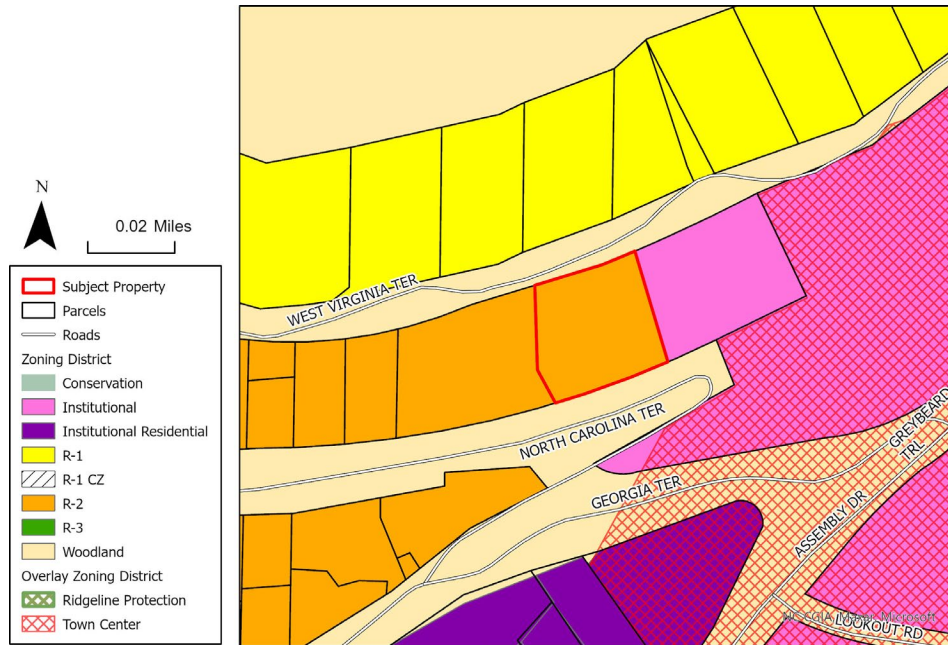 N
0.02 Miles
Subject Property
Parcels
Roads
Zoning District
Conservation
Institutional
Institutional Residential
R-1
R-1 CZ
R-2
R-3
Woodland
Overlay Zoning District
Ridgeline Protection
Town Center
WEST VIRGINIA TER
NORTH CAROLINA TER
GEORGIA TER
GREYBEARD
TRL
ASSEMBLY DR
LOOKOUT RD
Microsoft